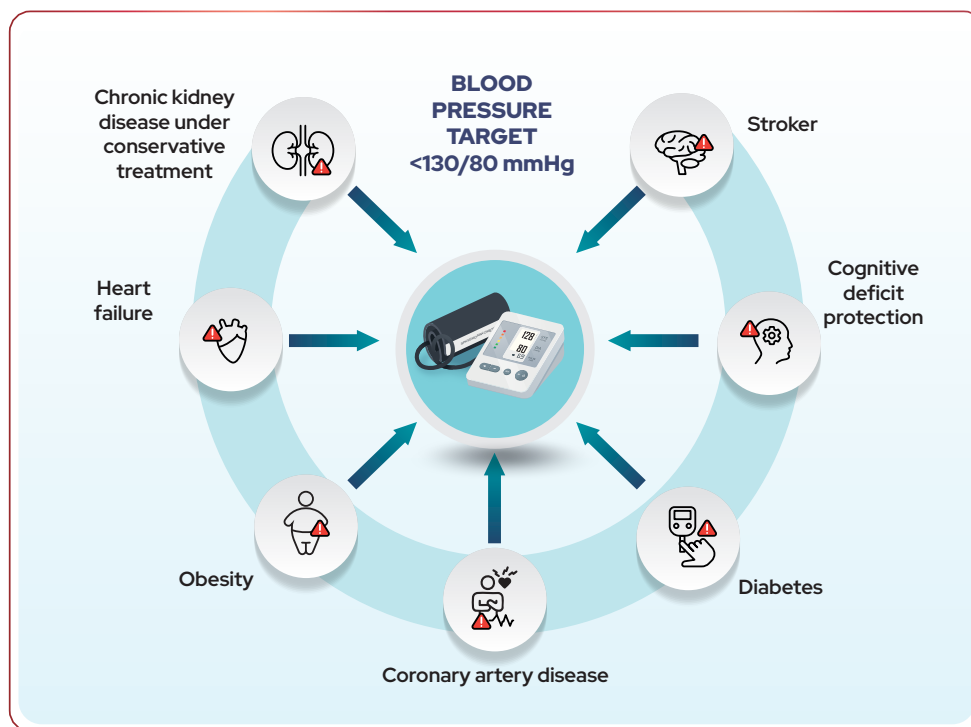 BLOOD
PRESSURE
TARGET
<130/80 mmHg
Chronic kidney
disease under
conservative
treatment
Stroker
Heart
failure
Cognitive
deficit
protection
128
80
69
Obesity
Diabetes
Coronary artery disease